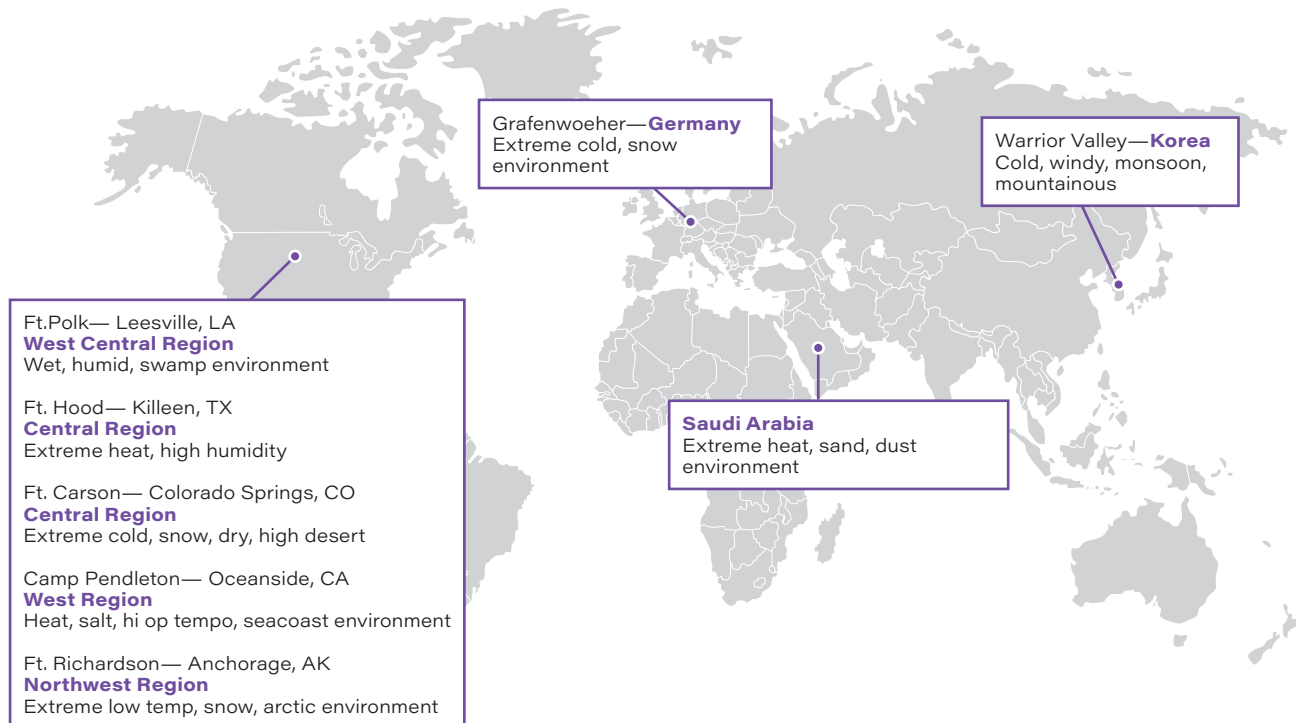 Grafenwoeher—Germany
Extreme cold, snow
environment
Warrior Valley—Korea
Cold, windy, monsoon,
mountainous
Ft.Polk— Leesville, LA
West Central Region
Wet, humid, swamp environment
Ft. Hood— Killeen, TX
Central Region
Extreme heat, high humidity
Ft. Carson— Colorado Springs, CO
Central Region
Extreme cold, snow, dry, high desert
Camp Pendleton— Oceanside, CA
West Region
Heat, salt, hi op tempo, seacoast environment
Ft. Richardson— Anchorage, AK
Northwest Region
Extreme low temp, snow, arctic environment
Saudi Arabia
Extreme heat, sand, dust
environment